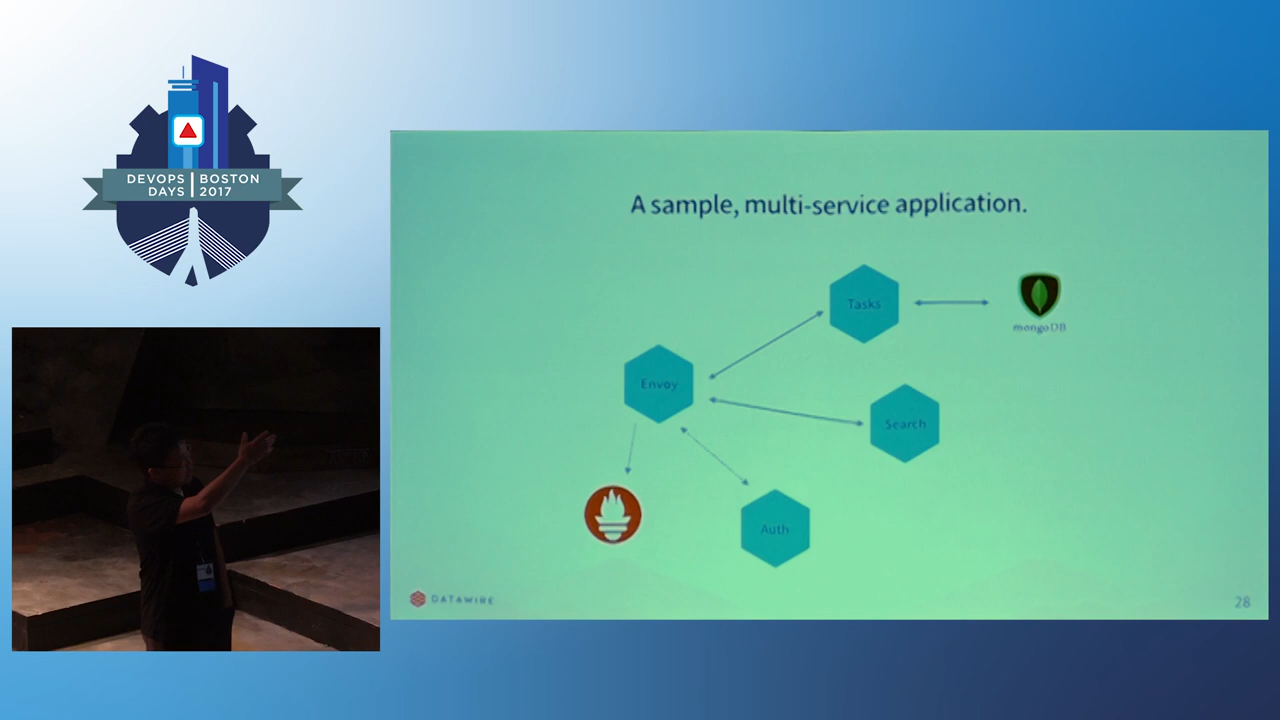 DEVOPS BOSTON
DAYS 2017
A sample, multi-service application.
Tasks
mongoDB
Envoy
Search
Auth
DATAWIRE
28